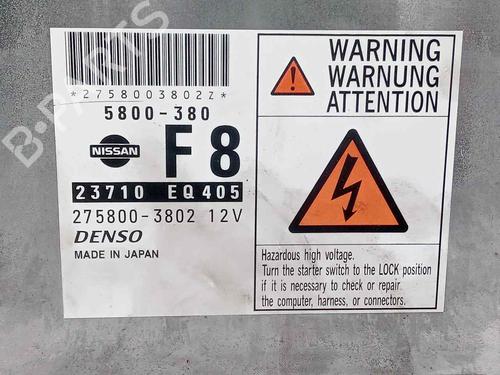 *2758003802Z*
5800-380
NISSAN
F8
23710 EQ405
275800-3802 12V
DENSO
MADE IN JAPAN
WARNING
WARNUNG
ATTENTION
Hazardous high voltage.
Turn the starter switch to the LOCK position
if it is necessary to check or repair
the computer, harness, or connectors.
B-PARTS